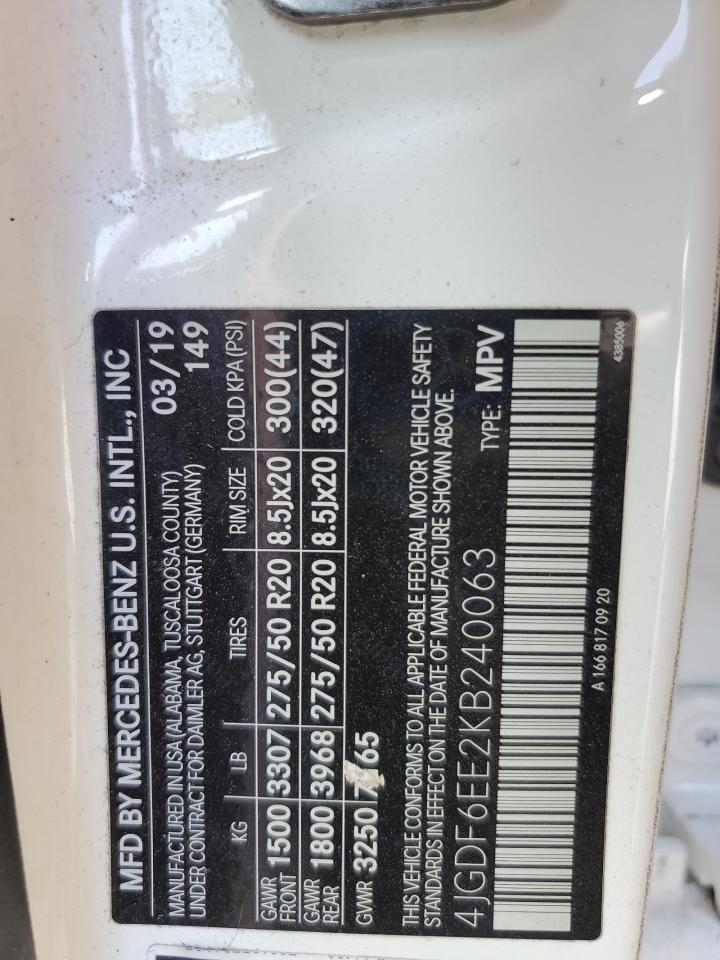 MFD BY MERCEDES-BENZ U.S. INTL., INC
MANUFACTURED IN USA (ALABAMA, TUSCALOOSA COUNTY) 03/19
UNDER CONTRACT FOR DAIMLER AG, STUTTGART (GERMANY) 149
KG LB TIRES RIM SIZE COLD KPA (PSI)
GAWR FRONT 1500 3307 275/50 R20 8.5Jx20 300(44)
GAWR REAR 1800 3968 275/50 R20 8.5Jx20 320(47)
GVWR 3250 65
THIS VEHICLE CONFORMS TO ALL APPLICABLE FEDERAL MOTOR VEHICLE SAFETY
STANDARDS IN EFFECT ON THE DATE OF MANUFACTURE SHOWN ABOVE.
4JGDF6EE2KB240063 TYPE: MPV
A 166 817 09 20 4385006